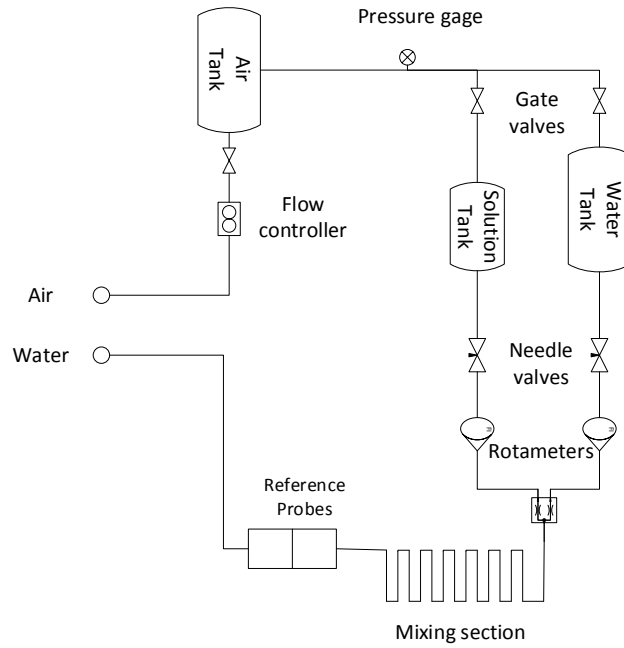 Pressure gage
Air
Tank
Gate
valves
Solution
Tank
Water
Tank
Flow
controller
Air
Water
Needle
valves
R
R
Rotameters
Reference
Probes
Mixing section